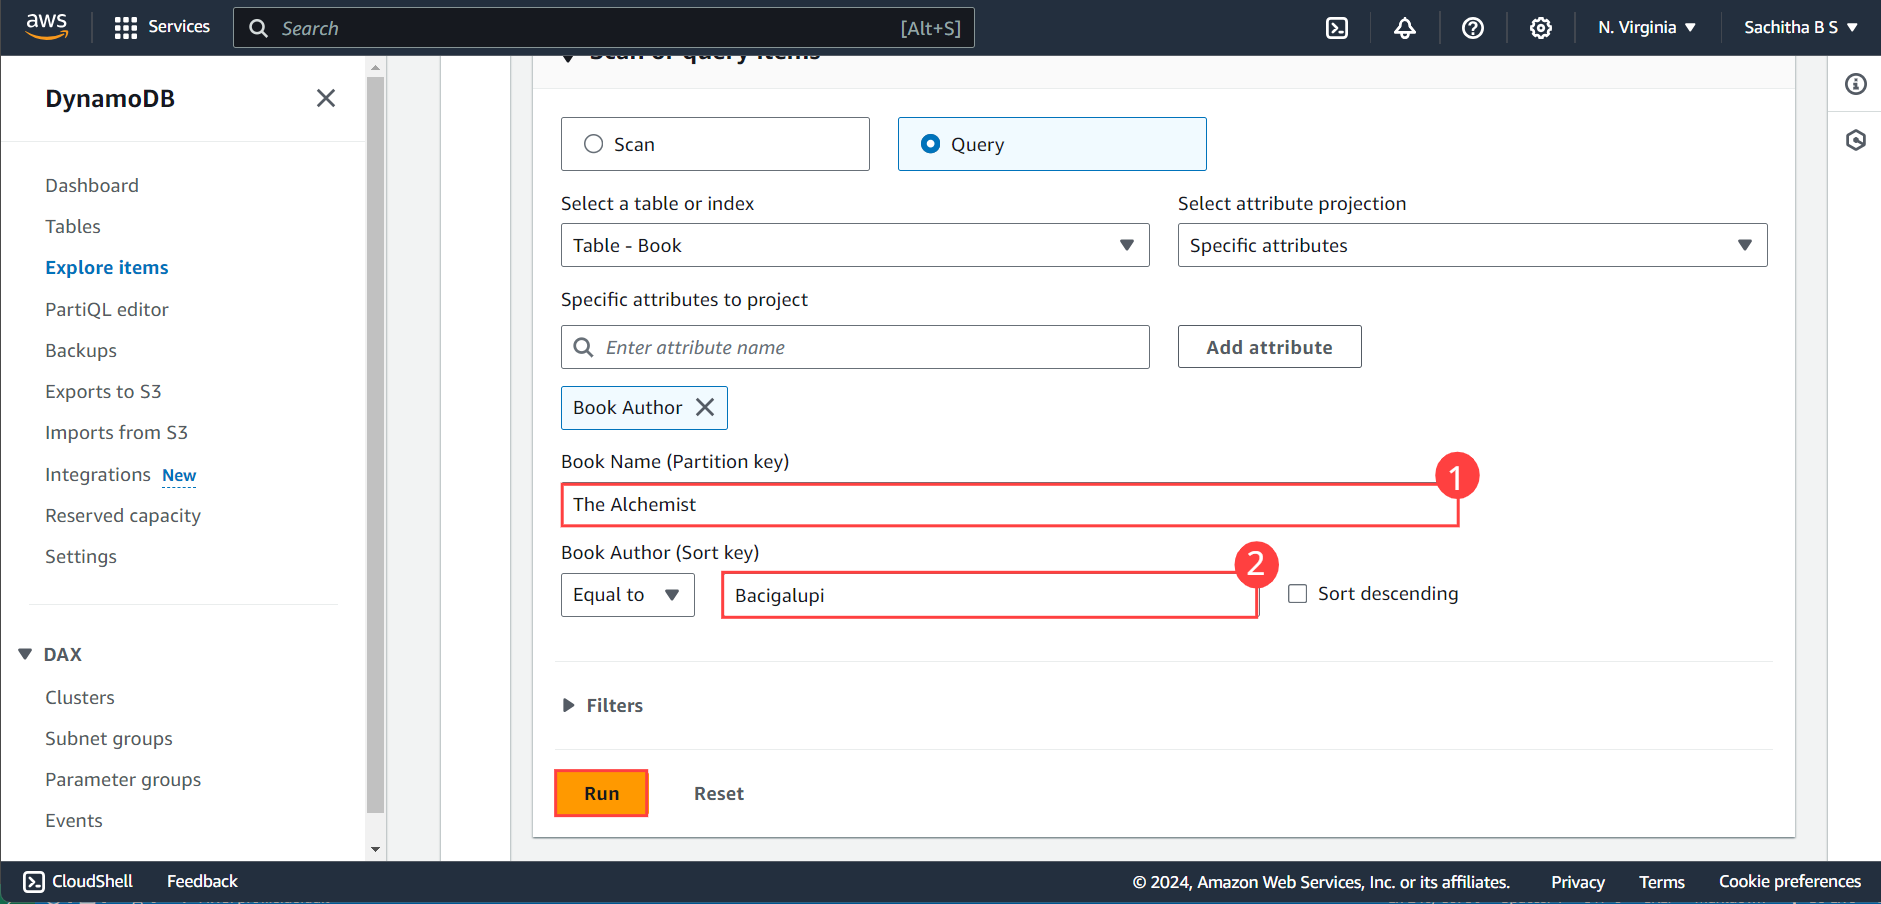 aws Services Search [Alt+S] N. Virginia Sachitha B S
Scan or query items
DynamoDB
Dashboard
Tables
Explore items
PartiQL editor
Backups
Exports to S3
Imports from S3
Integrations New
Reserved capacity
Settings
DAX
Clusters
Subnet groups
Parameter groups
Events
Scan Query
Select a table or index Select attribute projection
Table - Book Specific attributes
Specific attributes to project
Enter attribute name Add attribute
Book Author
Book Name (Partition key)
1
The Alchemist
Book Author (Sort key)
2
Equal to Bacigalupi Sort descending
Filters
Run Reset
CloudShell Feedback © 2024, Amazon Web Services, Inc. or its affiliates. Privacy Terms Cookie preferences